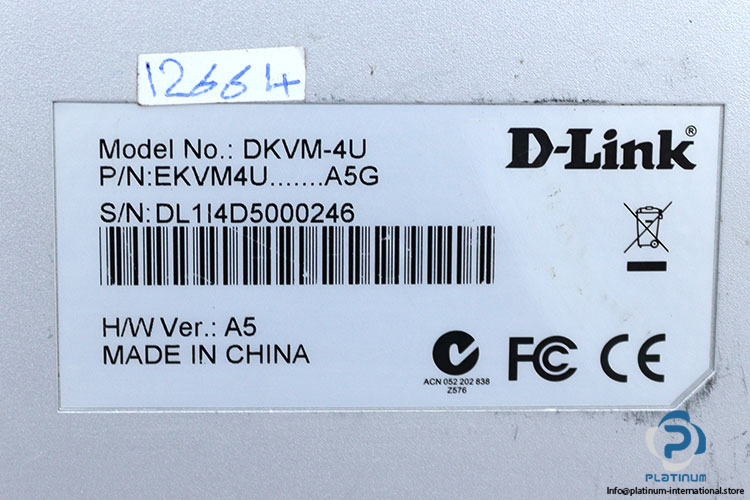 12664
Model No.: DKVM-4U
D-Link®
P/N:EKVM4U.......A5G
S/N:DL1I4D5000246
H/W Ver.: A5
MADE IN CHINA
ACN 052 202 838
Z576
FC CE
PLATINUM
Info@platinum-international.store